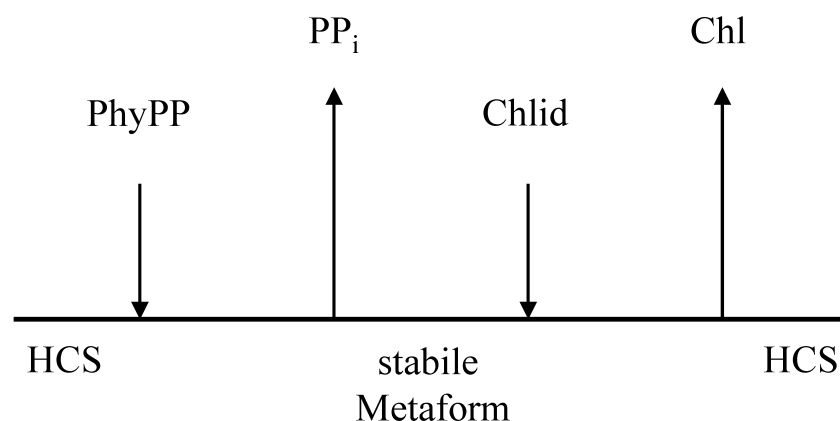 PPi
Chl
PhyPP
Chlid
HCS
stabile
Metaform
HCS